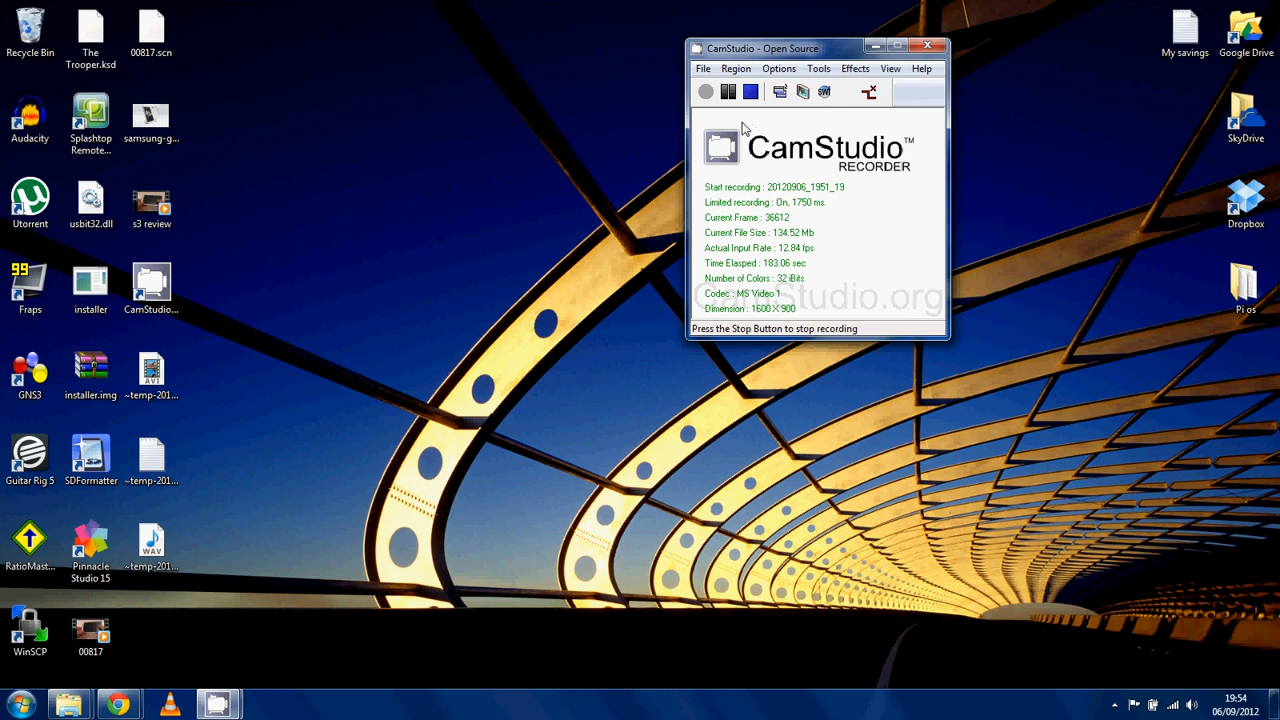 Recycle Bin
The Trooper.ksd
00817.scn
Audacity
Splashtop Remote...
samsung-g...
Utorrent
usbit32.dll
s3 review
99
Fraps
installer
CamStudio...
GNS3
installer.img
AVI
~temp-201...
Guitar Rig 5
SDFormatter
~temp-201...
RatioMast...
Pinnacle Studio 15
WAV
~temp-201...
WinSCP
00817
CamStudio - Open Source
File Region Options Tools Effects View Help
SWF
CamStudio™
RECORDER
Start recording : 20120906_1951_19
Limited recording : On, 1750 ms.
Current Frame : 36612
Current File Size : 134.52 Mb
Actual Input Rate : 12.84 fps
Time Elasped : 183.06 sec
Number of Colors : 32 iBits
Codec : MS Video 1
CamStudio.org
Dimension : 1600 X 900
Press the Stop Button to stop recording
My savings
Google Drive
SkyDrive
Dropbox
Pi os
19:54
06/09/2012